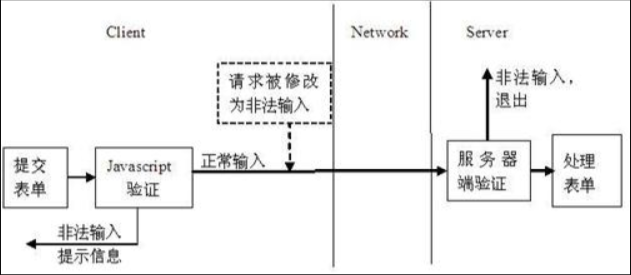 Client
Network
Server
请求被修改
为非法输入
非法输入，
退出
提交
表单
Javascript
验证
正常输入
服务器
端验证
处理
表单
非法输入
提示信息